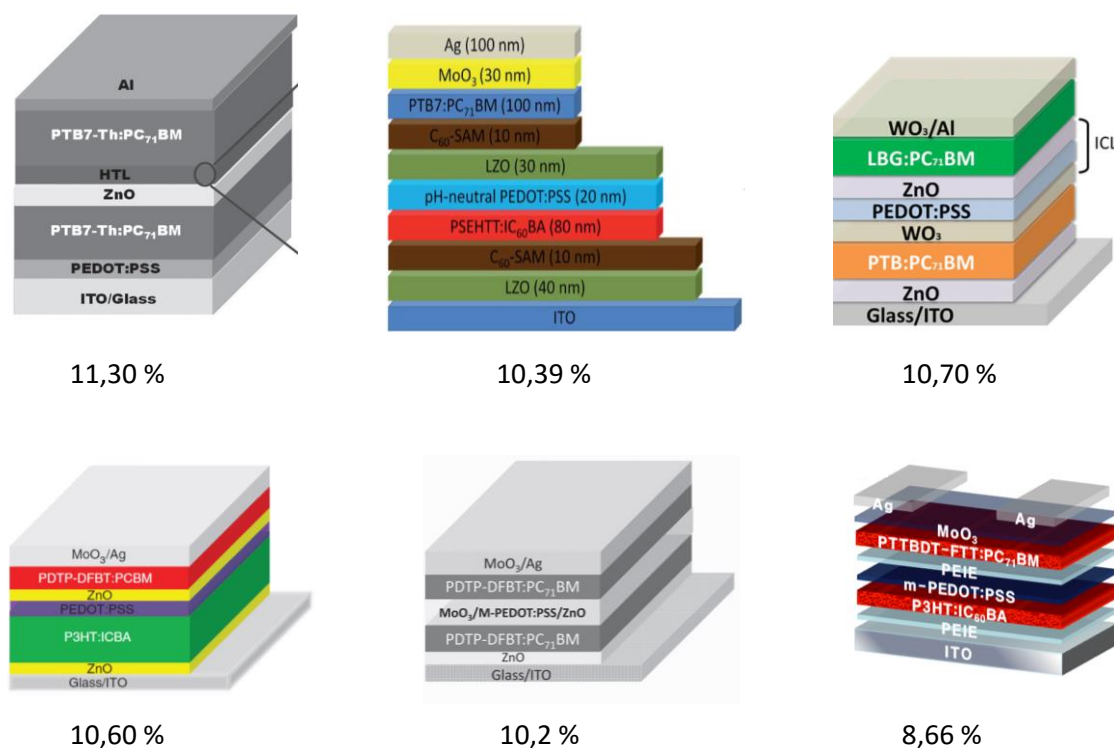 Al
PTB7-Th:PC₇₁BM
HTL
ZnO
PTB7-Th:PC₇₁BM
PEDOT:PSS
ITO/Glass
11,30 %
Ag (100 nm)
MoO₃ (30 nm)
PTB7:PC₇₁BM (100 nm)
C₆₀-SAM (10 nm)
LZO (30 nm)
pH-neutral PEDOT:PSS (20 nm)
PSEHTT:IC₆₀BA (80 nm)
C₆₀-SAM (10 nm)
LZO (40 nm)
ITO
10,39 %
WO₃/Al
LBG:PC₇₁BM
ICL
ZnO
PEDOT:PSS
WO₃
PTB:PC₇₁BM
ZnO
Glass/ITO
10,70 %
MoO₃/Ag
PDTP-DFBT:PCBM
ZnO
PEDOT:PSS
P3HT:ICBA
ZnO
Glass/ITO
10,60 %
MoO₃/Ag
PDTP-DFBT:PC₇₁BM
MoO₃/M-PEDOT:PSS/ZnO
PDTP-DFBT:PC₇₁BM
ZnO
Glass/ITO
10,2 %
Ag
Ag
MoO₃
PTTBDT-FTT:PC₇₁BM
PEIE
m-PEDOT:PSS
P3HT:IC₆₀BA
PEIE
ITO
8,66 %